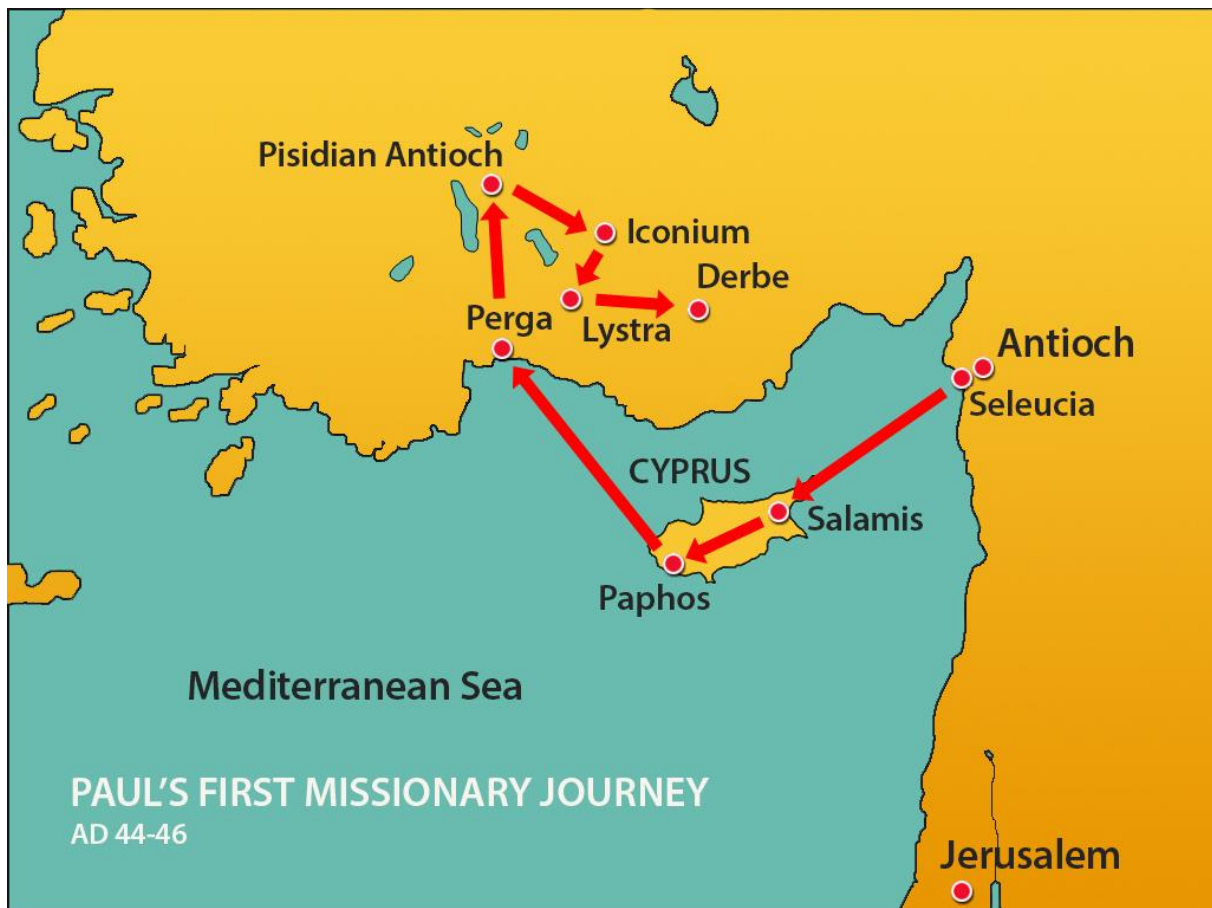 Pisidian Antioch
Iconium
Derbe
Perga
Lystra
Antioch
Seleucia
CYPRUS
Salamis
Paphos
Mediterranean Sea
PAUL'S FIRST MISSIONARY JOURNEY
AD 44-46
Jerusalem